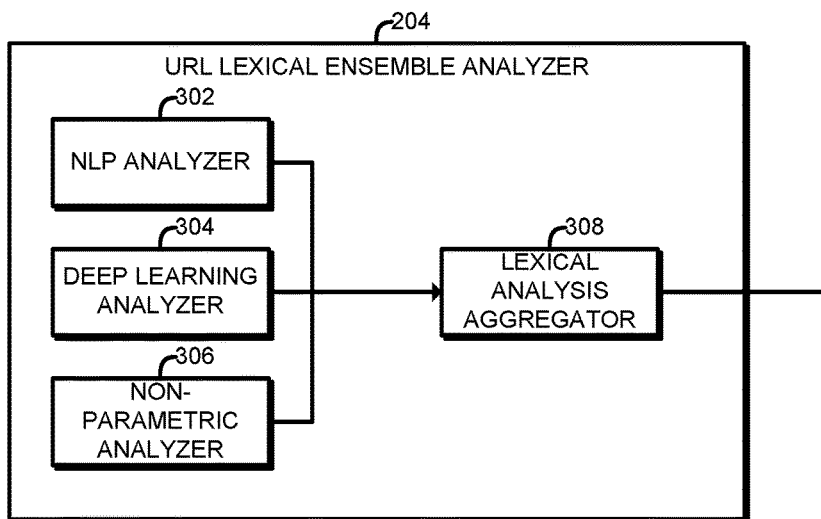 204
URL LEXICAL ENSEMBLE ANALYZER
302
NLP ANALYZER
304
DEEP LEARNING
ANALYZER
308
LEXICAL
ANALYSIS
AGGREGATOR
306
NON-
PARAMETRIC
ANALYZER